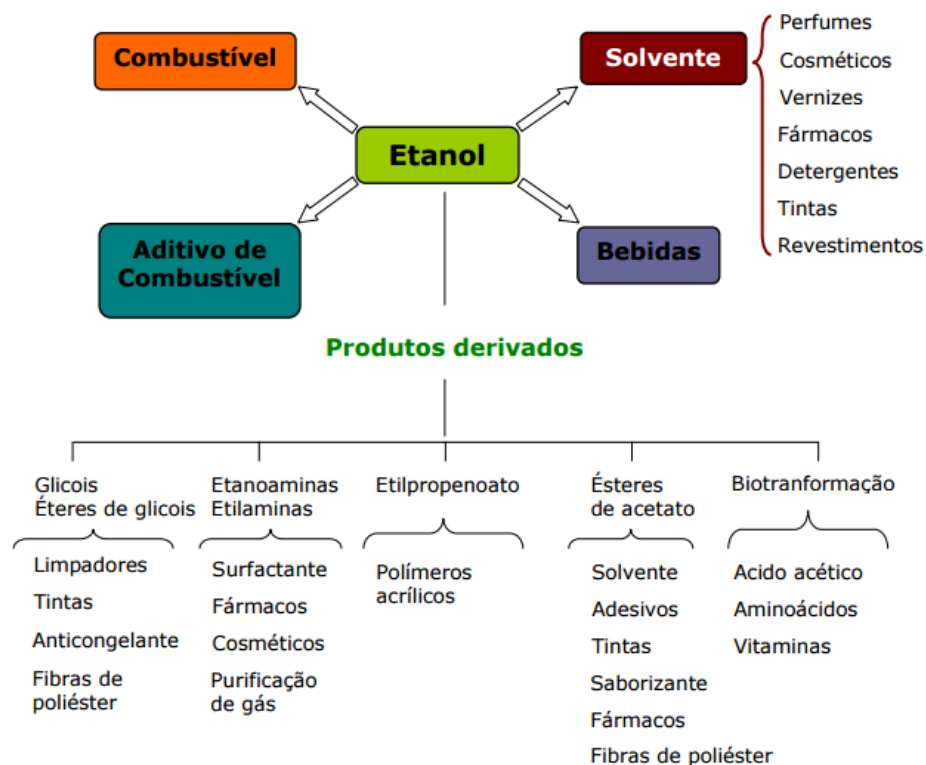 Combustível
Solvente
Perfumes
Cosméticos
Vernizes
Fármacos
Detergentes
Tintas
Revestimentos
Etanol
Aditivo de
Combustível
Bebidas
Produtos derivados
Glicois
Éteres de glicois
Limpadores
Tintas
Anticongelante
Fibras de
poliéster
Etanoaminas
Etilaminas
Surfactante
Fármacos
Cosméticos
Purificação
de gás
Etilpropenoato
Polímeros
acrílicos
Ésteres
de acetato
Solvente
Adesivos
Tintas
Saborizante
Fármacos
Fibras de poliéster
Biotranformação
Acido acético
Aminoácidos
Vitaminas